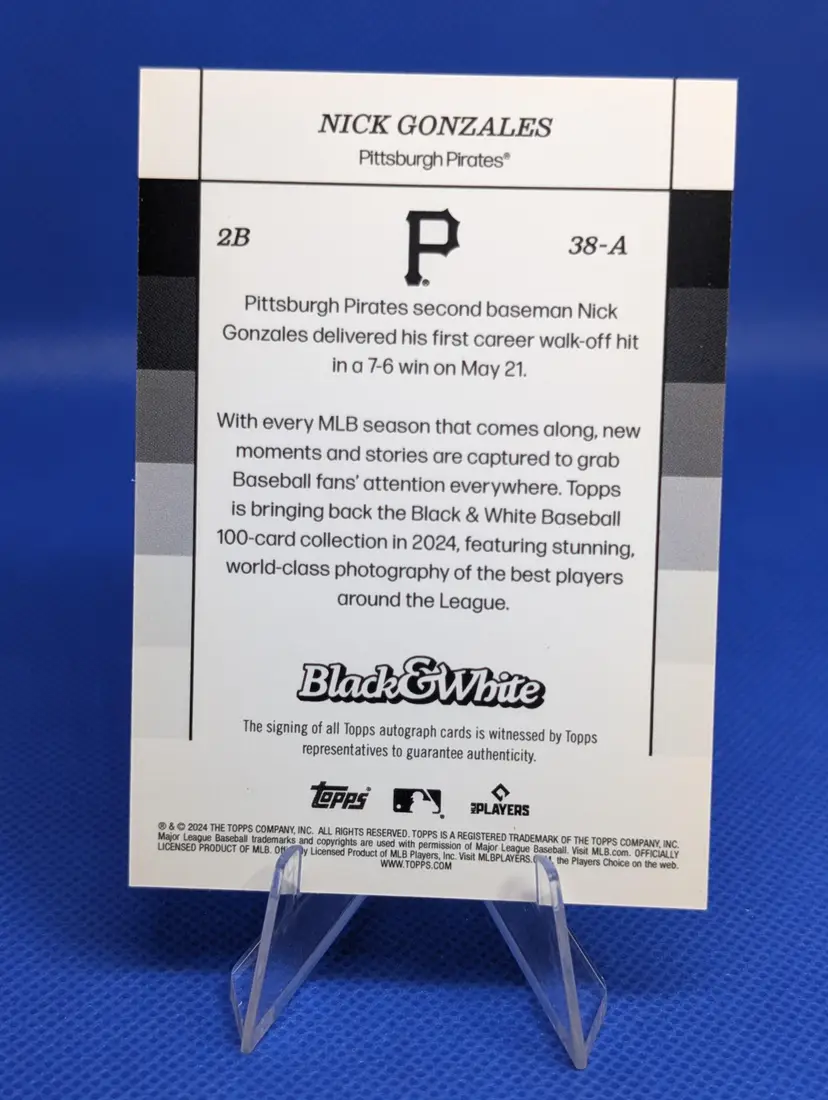 NICK GONZALES
Pittsburgh Pirates®
2B
P
38-A
Pittsburgh Pirates second baseman Nick
Gonzales delivered his first career walk-off hit
in a 7-6 win on May 21.
With every MLB season that comes along, new
moments and stories are captured to grab
Baseball fans' attention everywhere. Topps
is bringing back the Black & White Baseball
100-card collection in 2024, featuring stunning,
world-class photography of the best players
around the League.
Black&White
The signing of all Topps autograph cards is witnessed by Topps
representatives to guarantee authenticity.
topps®
MLB PLAYERS
® & © 2024 THE TOPPS COMPANY, INC. ALL RIGHTS RESERVED. TOPPS IS A REGISTERED TRADEMARK OF THE TOPPS COMPANY, INC.
Major League Baseball trademarks and copyrights are used with permission of Major League Baseball. Visit MLB.com. OFFICIALLY
LICENSED PRODUCT OF MLB. Licensed Product of MLB Players, Inc. Visit the Players Choice on the web.
WWW.TOPPS.COM